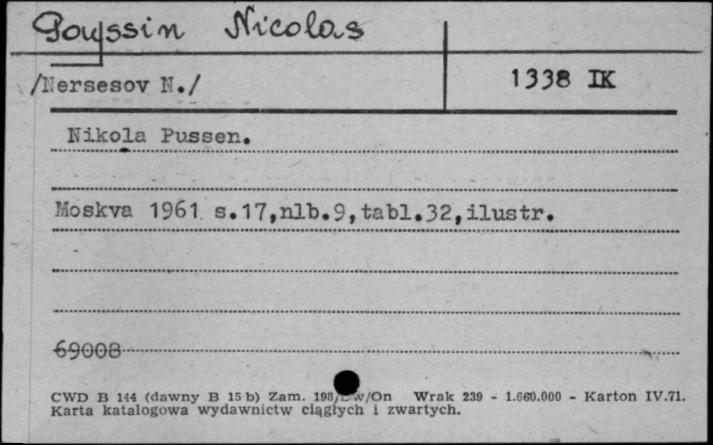 Poussin Nicolas
/Nersesov N./ 1338 IK
Nikola Pussen.
Moskva 1961 s.17,nlb.9,tabl.32,ilustr.
69008
CWD B 144 (dawny B 15 b) Zam. 198/Dw/On Wrak 239 - 1.660.000 - Karton IV.71.
Karta katalogowa wydawnictw ciągłych i zwartych.